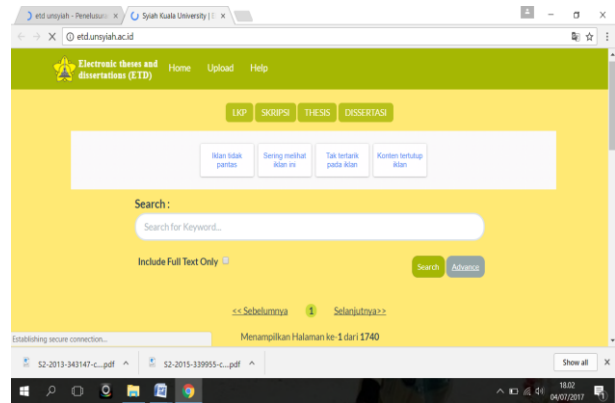 etd unsyiah - Penelusura
Syiah Kuala University | E
etd.unsyiah.ac.id
Electronic theses and
dissertations (ETD)
Home Upload Help
LKP SKRIPSI THESIS DISSERTASI
Iklan tidak
pantas
Sering melihat
iklan ini
Tak tertarik
pada iklan
Konten tertutup
iklan
Search :
Search for Keyword...
Include Full Text Only
Search Advance
<< Sebelumnya 1 Selanjutnya>>
Menampilkan Halaman ke-1 dari 1740
Establishing secure connection...
S2-2013-343147-c....pdf
S2-2015-339955-c....pdf
Show all
18.02
04/07/2017